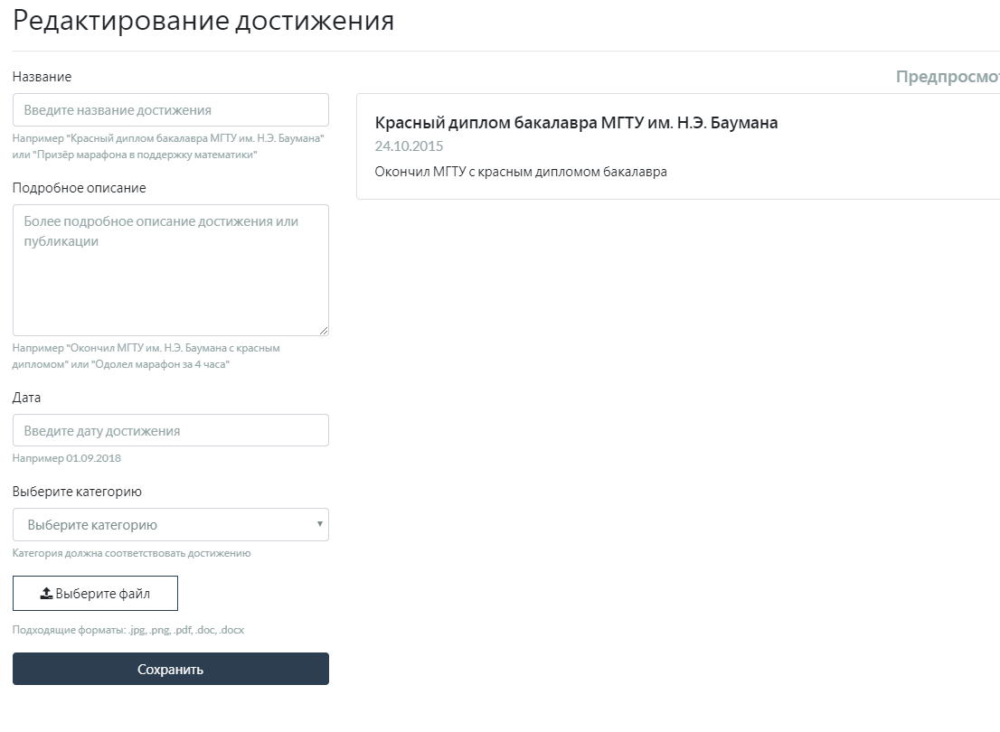 Редактирование достижения
Название
Введите название достижения
Например "Красный диплом бакалавра МГТУ им. Н.Э. Баумана"
или "Призёр марафона в поддержку математики"
Подробное описание
Более подробное описание достижения или
публикации
Например "Окончил МГТУ им. Н.Э. Баумана с красным
дипломом" или "Одолел марафон за 4 часа"
Дата
Введите дату достижения
Например 01.09.2018
Выберите категорию
Выберите категорию
Категория должна соответствовать достижению
Выберите файл
Подходящие форматы: .jpg, .png, .pdf, .doc, .docx
Сохранить
Предпросмот
Красный диплом бакалавра МГТУ им. Н.Э. Баумана
24.10.2015
Окончил МГТУ с красным дипломом бакалавра